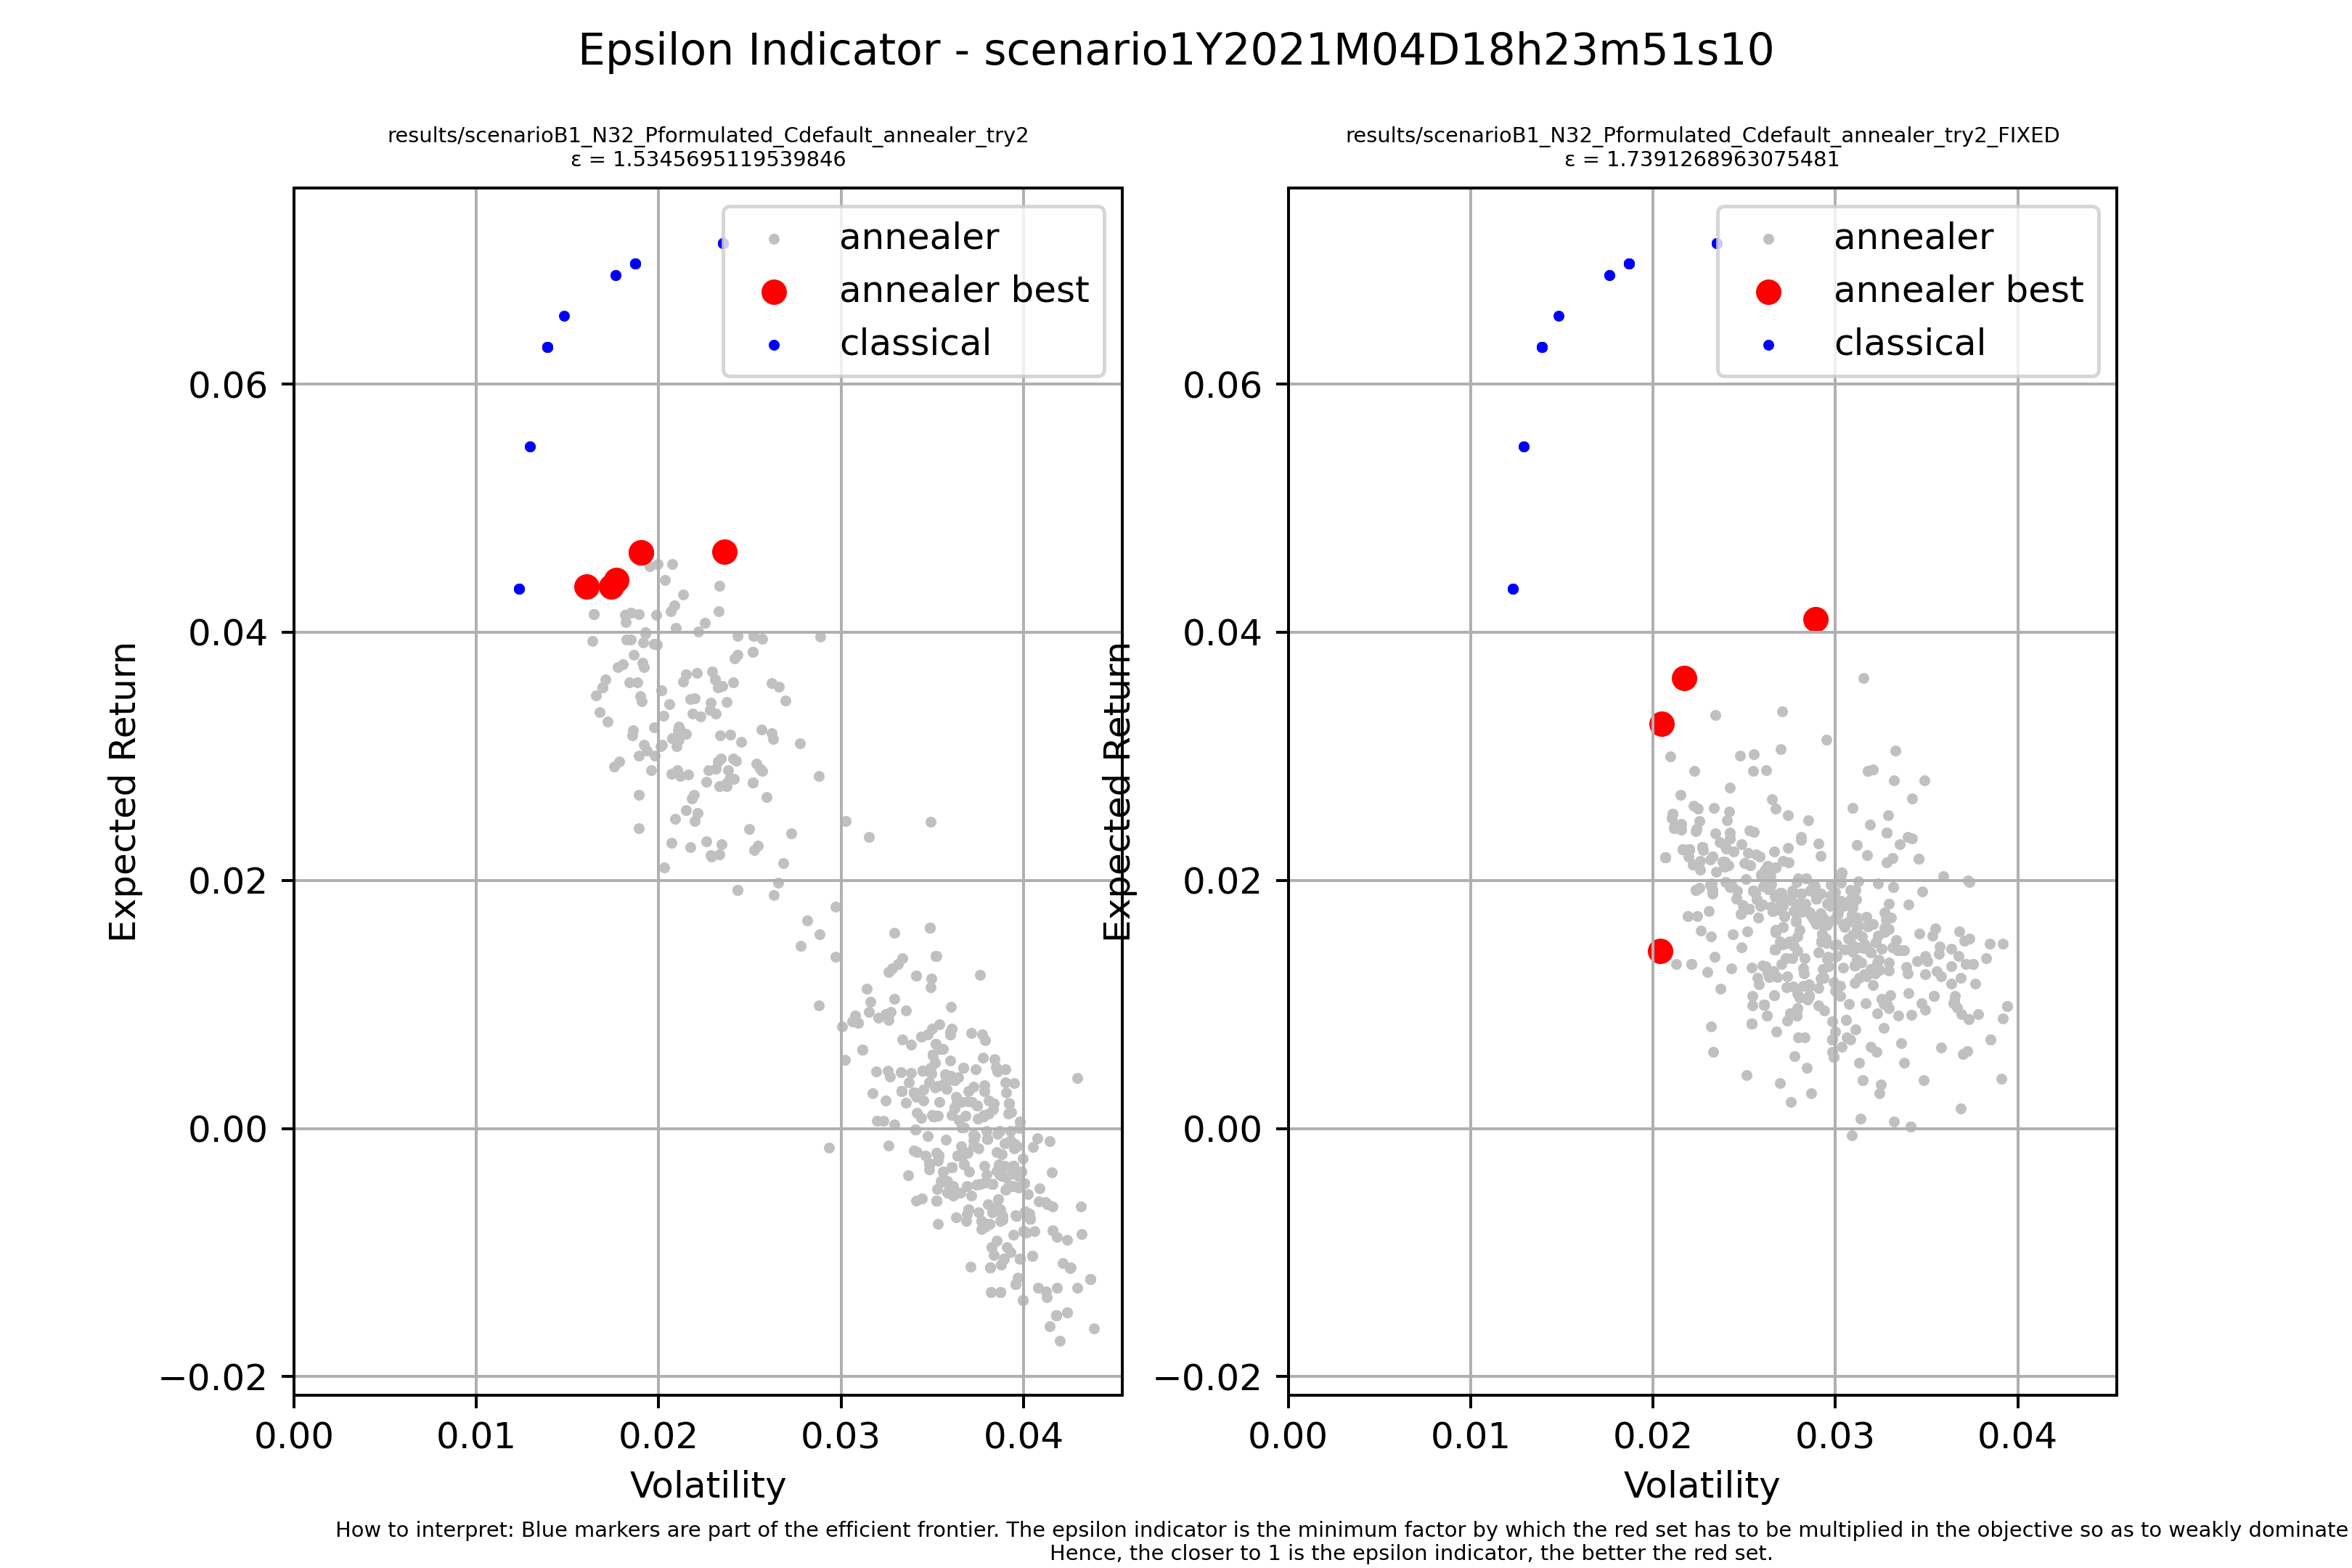 Epsilon Indicator - scenario1Y2021M04D18h23m51s10
results/scenarioB1_N32_Pformulated_Cdefault_annealer_try2
ε = 1.5345695119539846
annealer
annealer best
classical
0.06
0.04
0.02
0.00
−0.02
Expected Return
0.00 0.01 0.02 0.03 0.04
Volatility
results/scenarioB1_N32_Pformulated_Cdefault_annealer_try2_FIXED
ε = 1.7391268963075481
annealer
annealer best
classical
0.06
0.04
0.02
0.00
−0.02
Expected Return
0.00 0.01 0.02 0.03 0.04
Volatility
How to interpret: Blue markers are part of the efficient frontier. The epsilon indicator is the minimum factor by which the red set has to be multiplied in the objective so as to weakly dominate
Hence, the closer to 1 is the epsilon indicator, the better the red set.